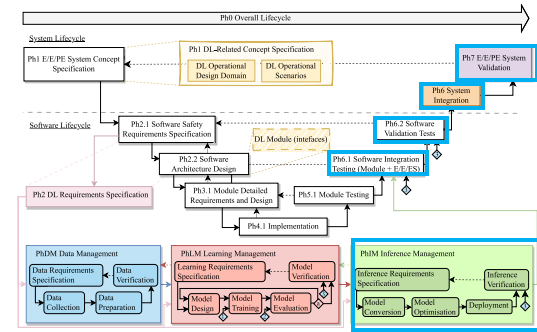 Ph0 Overall Lifecycle
System Lifecycle
Ph1 E/E/PE System Concept
Specification
Ph1 DL-Related Concept Specification
DL Operational
Design Domain
DL Operational
Scenarios
Ph7 E/E/PE System
Validation
Ph6 System
Integration
Software Lifecycle
Ph2.1 Software Safety
Requirements Specification
Ph6.2 Software
Validation Tests
DL Module (intefaces)
Ph2.2 Software
Architecture Design
Ph6.1 Software Integration
Testing (Module + E/E/ES)
Ph2 DL Requirements Specification
Ph3.1 Module Detailed
Requirements and Design
Ph5.1 Module Testing
Ph4.1 Implementation
PhDM Data Management
Data Requirements
Specification
Data
Verification
Data
Collection
Data
Preparation
PhLM Learning Management
Learning Requirements
Specification
Model
Verification
Model
Design
Model
Training
Model
Evaluation
PhIM Inference Management
Inference Requirements
Specification
Inference
Verification
Model
Conversion
Model
Optimisation
Deployment